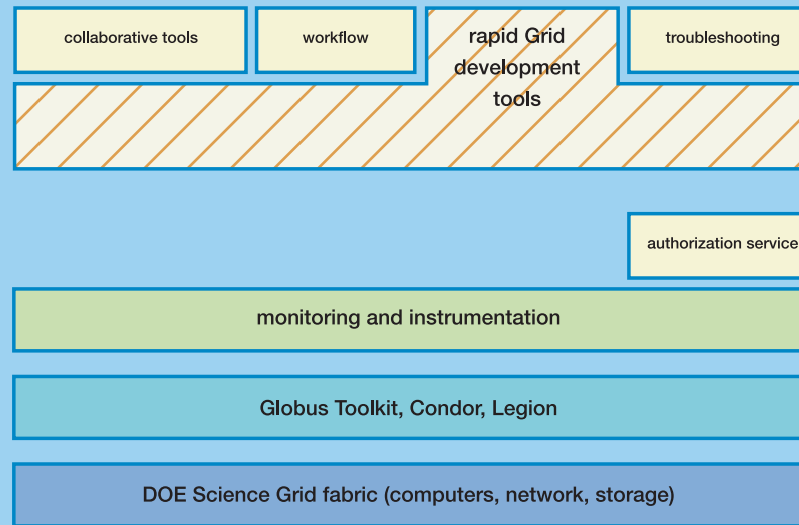 collaborative tools
workflow
rapid Grid
development
tools
troubleshooting
authorization service
monitoring and instrumentation
Globus Toolkit, Condor, Legion
DOE Science Grid fabric (computers, network, storage)